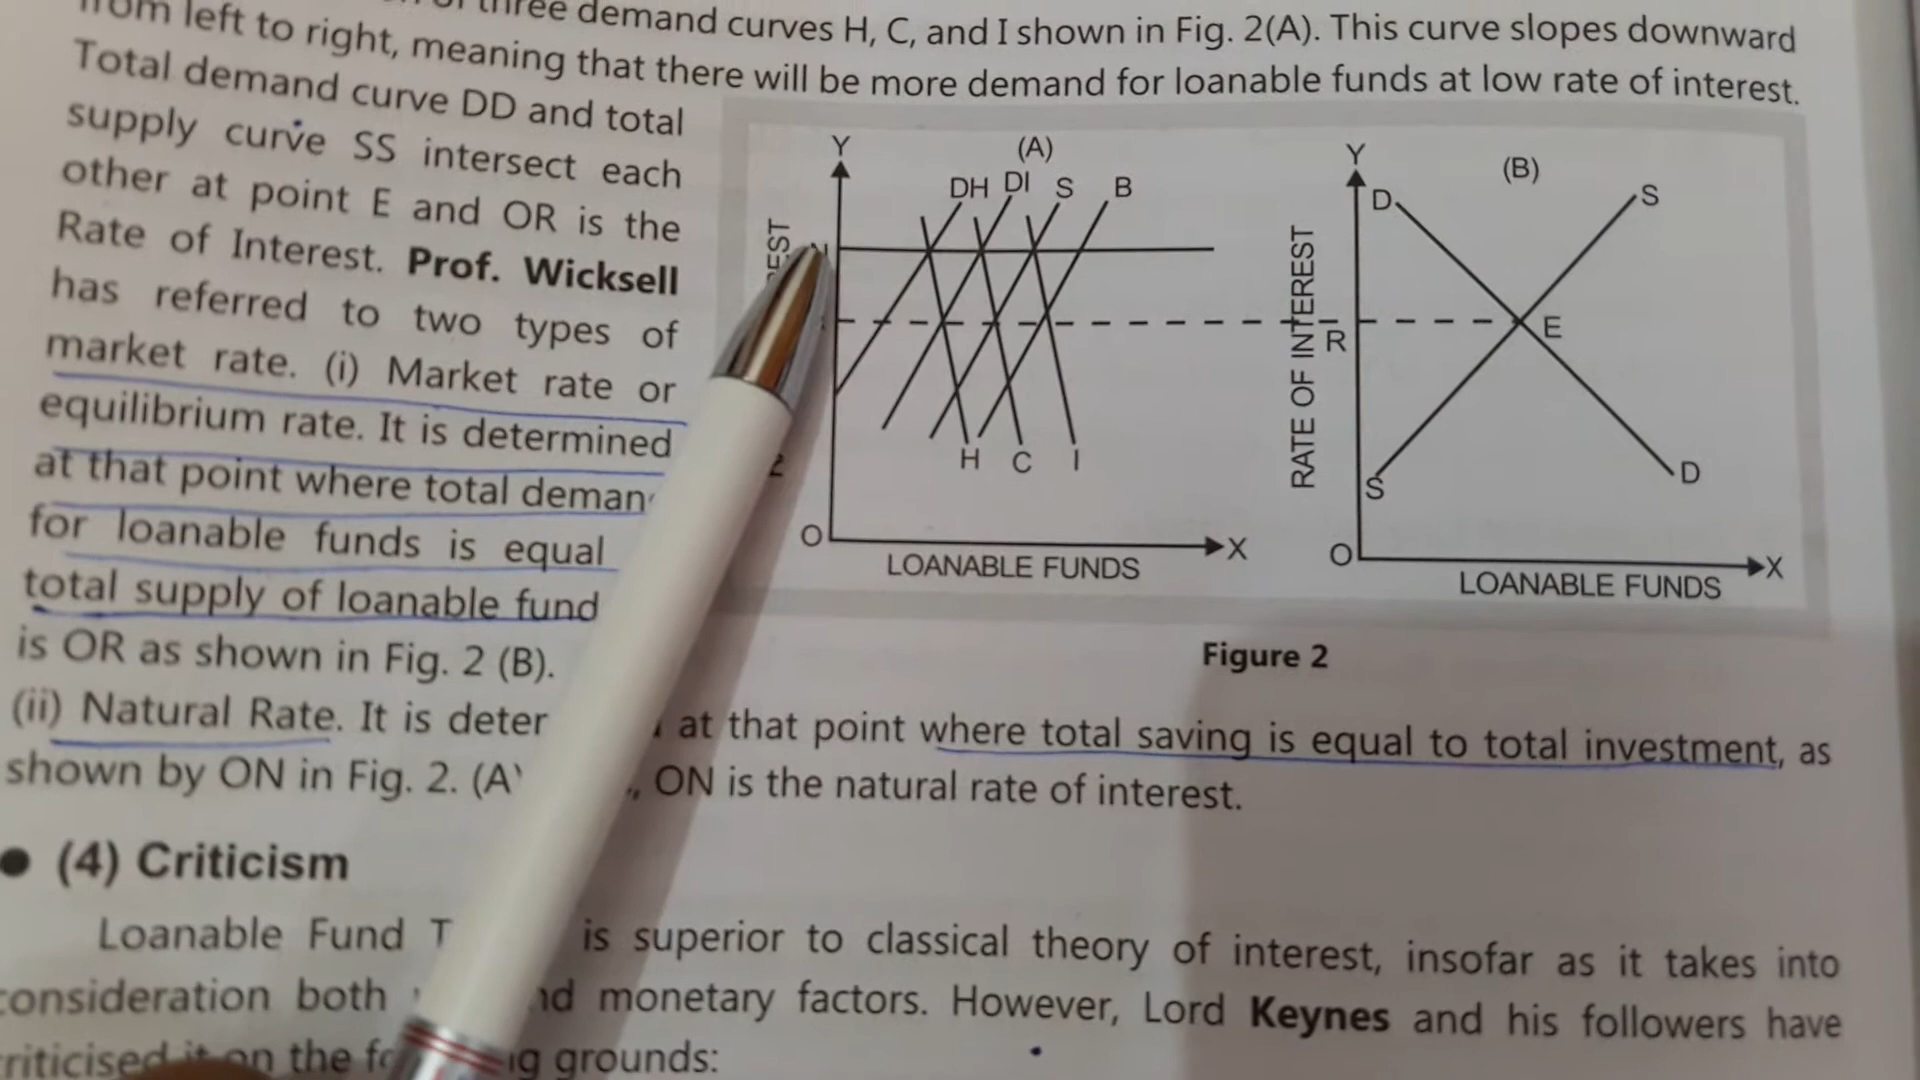 three demand curves H, C, and I shown in Fig. 2(A). This curve slopes downward
from left to right, meaning that there will be more demand for loanable funds at low rate of interest.
Total demand curve DD and total
supply curve SS intersect each
other at point E and OR is the
Rate of Interest. Prof. Wicksell
has referred to two types of
market rate. (i) Market rate or
equilibrium rate. It is determined
at that point where total deman
for loanable funds is equal
total supply of loanable fund
is OR as shown in Fig. 2 (B).
Y
(A)
DH DI S B
EST
N
H C I
O
X
LOANABLE FUNDS
Y
(B)
D
S
RATE OF INTEREST
R
E
S
D
O
X
LOANABLE FUNDS
Figure 2
(ii) Natural Rate. It is deter at that point where total saving is equal to total investment, as
shown by ON in Fig. 2. (A) ON is the natural rate of interest.
(4) Criticism
Loanable Fund T is superior to classical theory of interest, insofar as it takes into
consideration both nd monetary factors. However, Lord Keynes and his followers have
criticised it on the grounds: